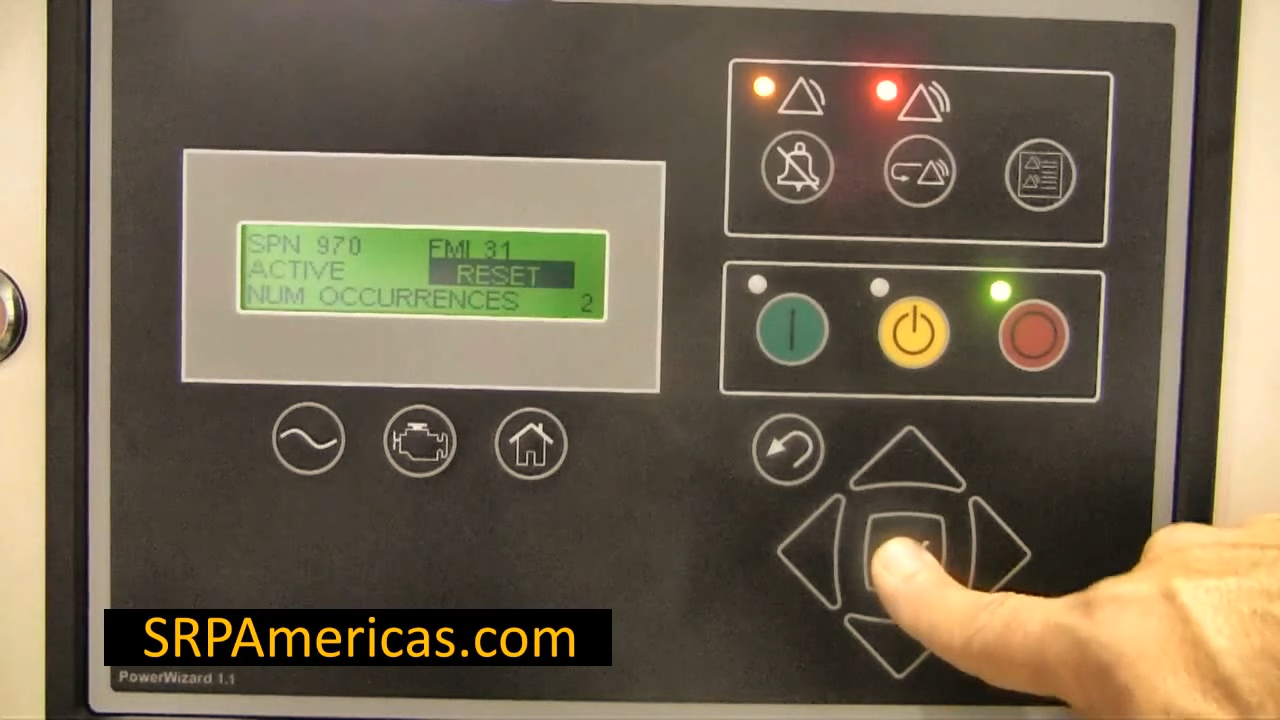 SPN 970 FMI 31
ACTIVE RESET
NUM OCCURRENCES 2
SRPAmericas.com
PowerWizard 1.1